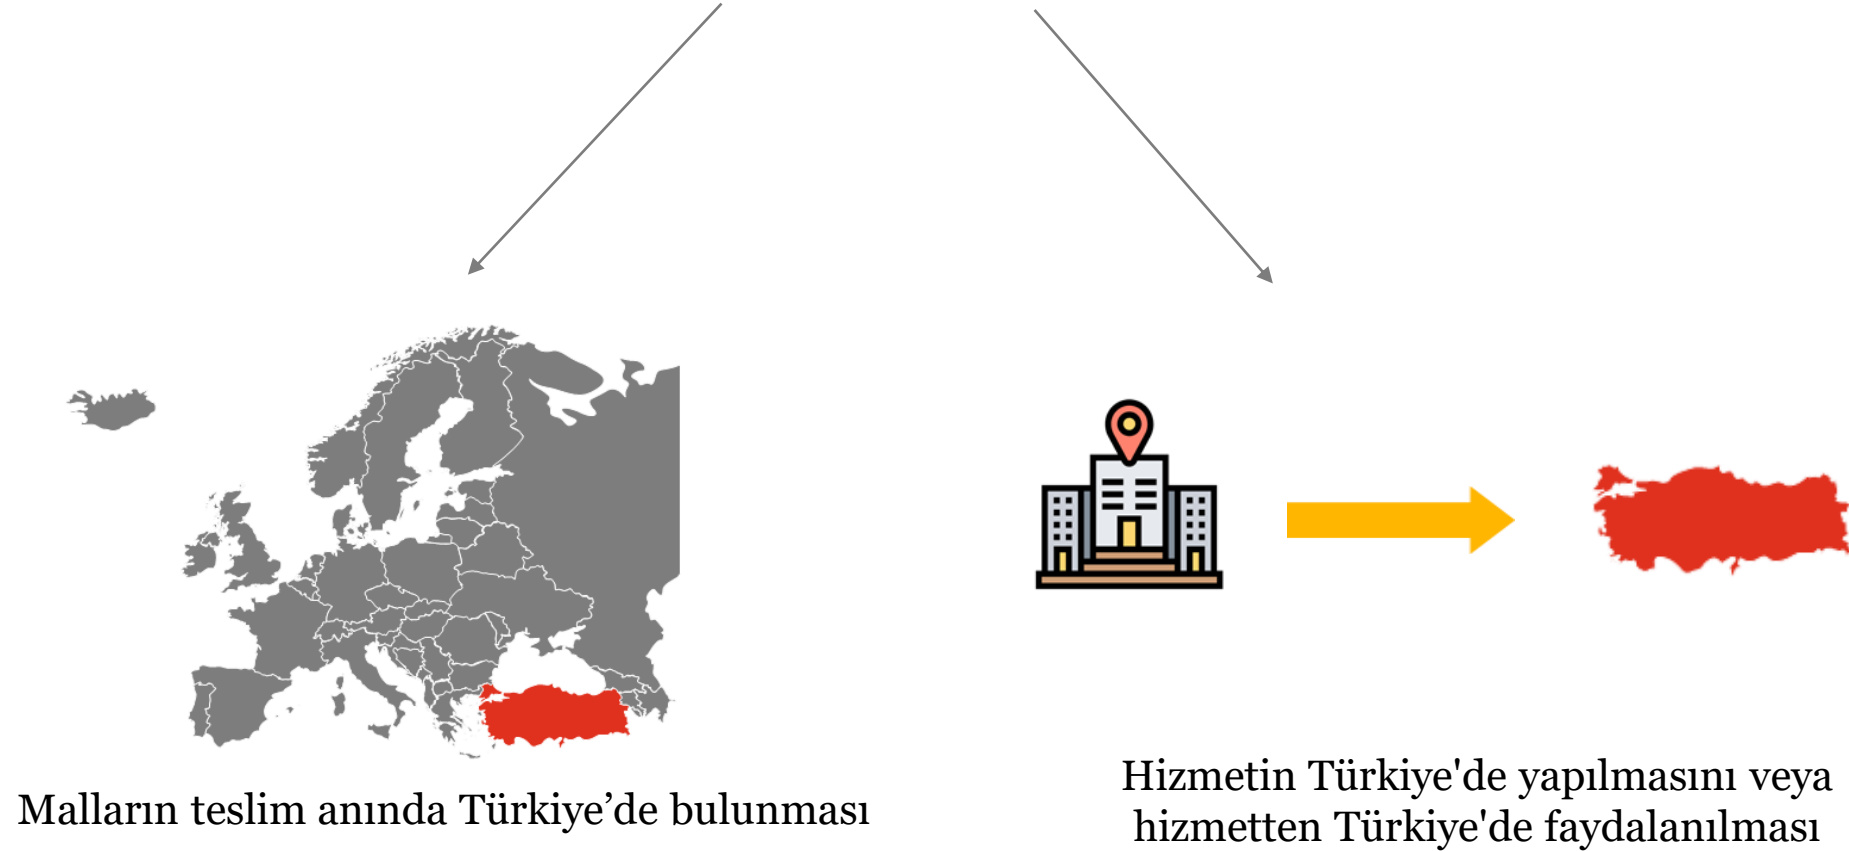 Malların teslim anında Türkiye’de bulunması
Hizmetin Türkiye'de yapılmasını veya
hizmetten Türkiye'de faydalanılması